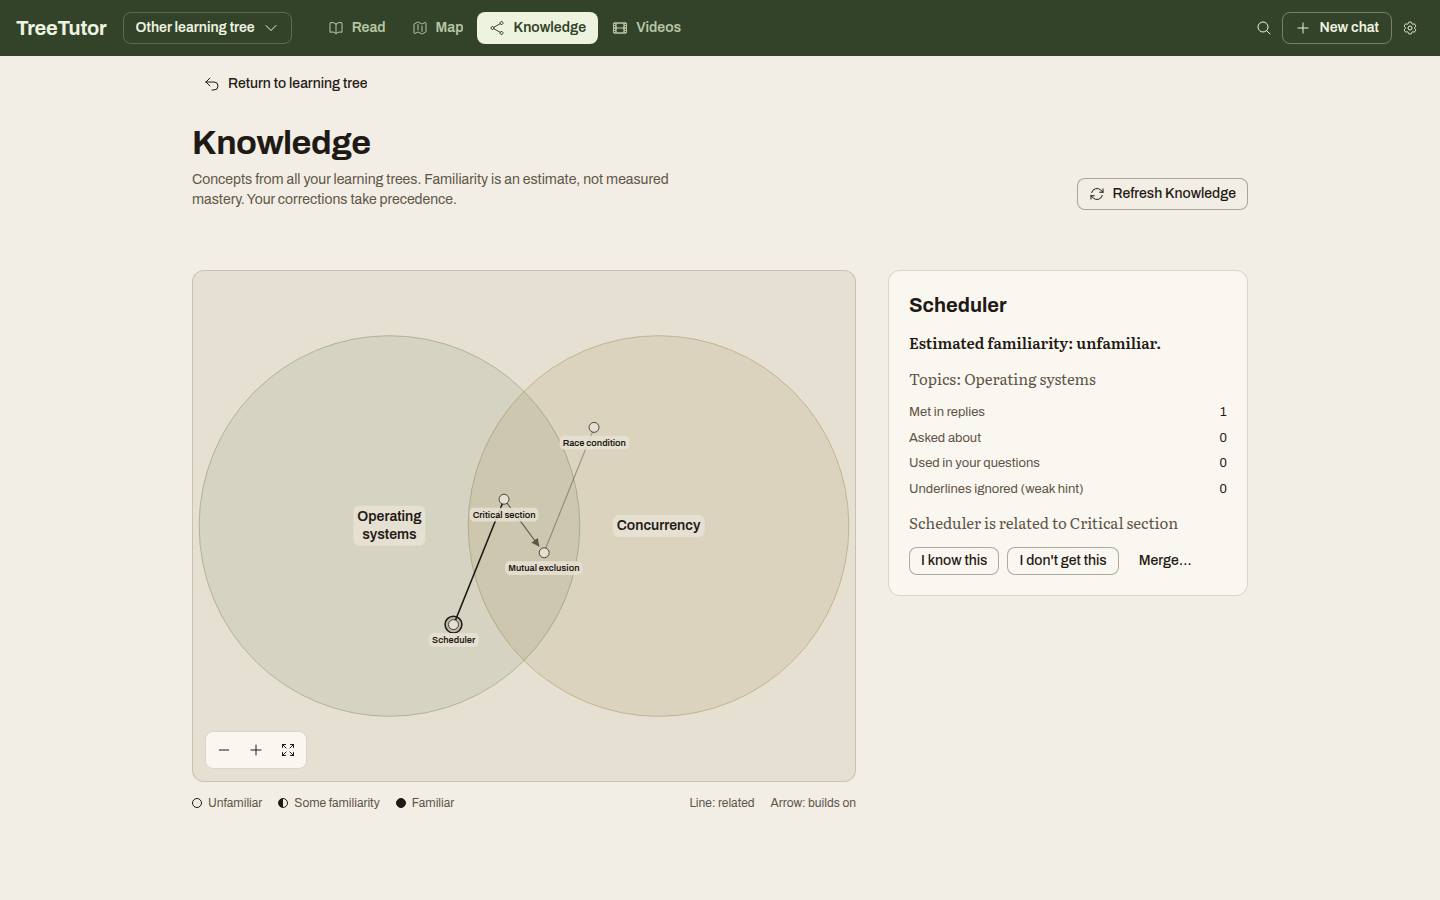 TreeTutor
Other learning tree
Read
Map
Knowledge
Videos
New chat
Return to learning tree
Knowledge
Concepts from all your learning trees. Familiarity is an estimate, not measured
mastery. Your corrections take precedence.
Refresh Knowledge
Race condition
Critical section
Operating
systems
Concurrency
Mutual exclusion
Scheduler
Unfamiliar
Some familiarity
Familiar
Line: related
Arrow: builds on
Scheduler
Estimated familiarity: unfamiliar.
Topics: Operating systems
Met in replies 1
Asked about 0
Used in your questions 0
Underlines ignored (weak hint) 0
Scheduler is related to Critical section
I know this
I don't get this
Merge...